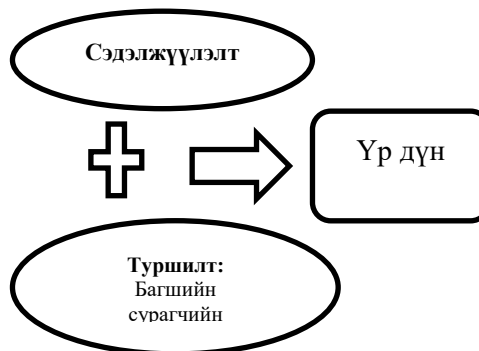 Сэдэлжүүлэлт
Үр дүн
Туршилт:
Багшийн
сурагчийн